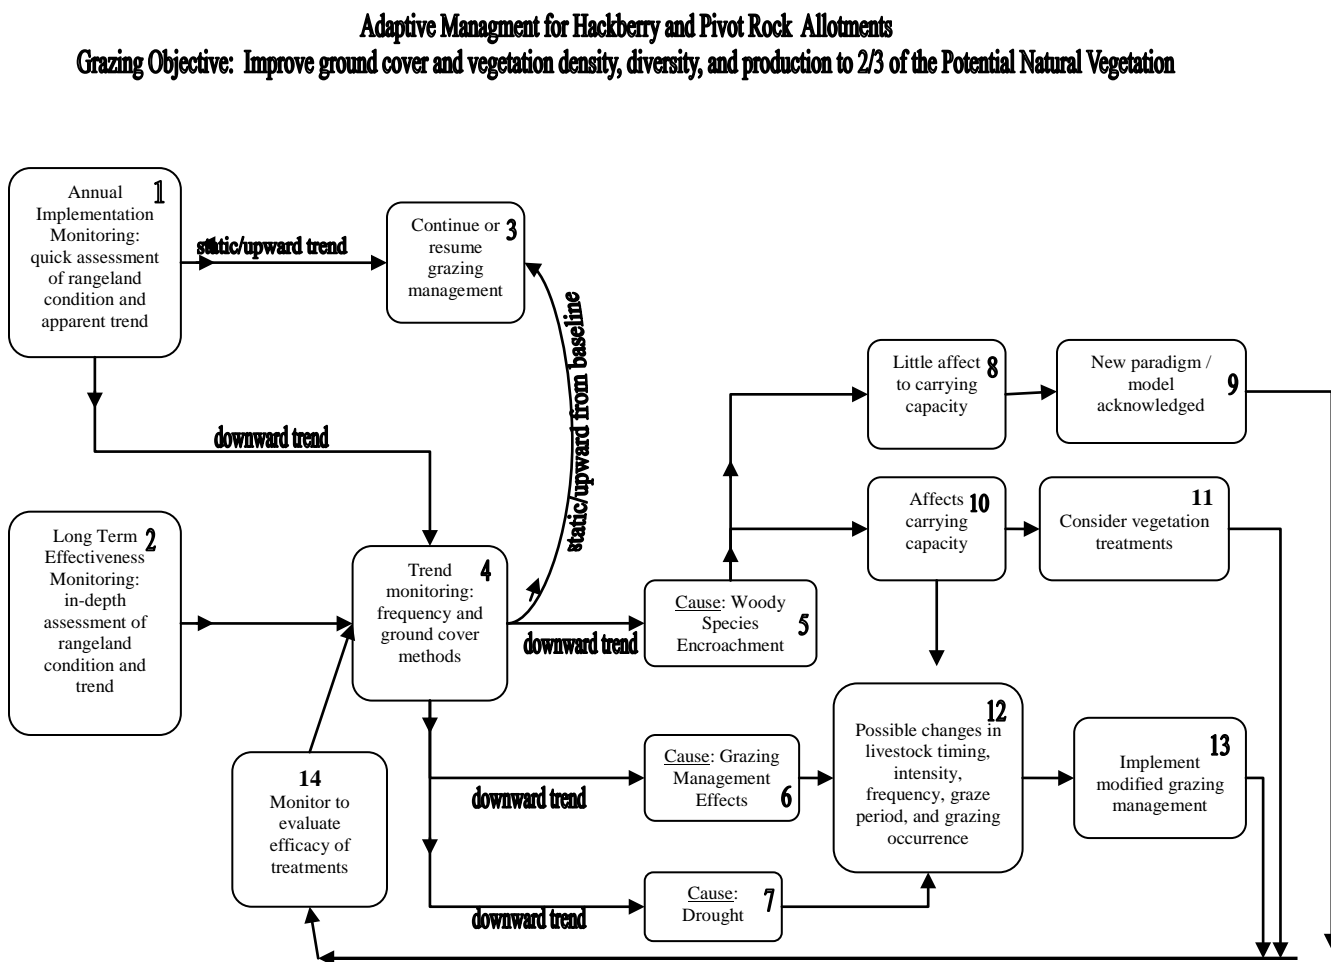 Adaptive Managment for Hackberry and Pivot Rock Allotments
Grazing Objective: Improve ground cover and vegetation density, diversity, and production to 2/3 of the Potential Natural Vegetation
1
Annual
Implementation
Monitoring:
quick assessment
of rangeland
condition and
apparent trend
static/upward trend
3
Continue or
resume
grazing
management
downward trend
static/upward from baseline
2
Long Term
Effectiveness
Monitoring:
in-depth
assessment of
rangeland
condition and
trend
4
Trend
monitoring:
frequency and
ground cover
methods
downward trend
Cause: Woody
Species
Encroachment
5
8
Little affect
to carrying
capacity
9
New paradigm /
model
acknowledged
10
Affects
carrying
capacity
11
Consider vegetation
treatments
downward trend
Cause: Grazing
Management
Effects
6
12
Possible changes in
livestock timing,
intensity,
frequency, graze
period, and grazing
occurrence
13
Implement
modified grazing
management
downward trend
Cause:
Drought
7
14
Monitor to
evaluate
efficacy of
treatments